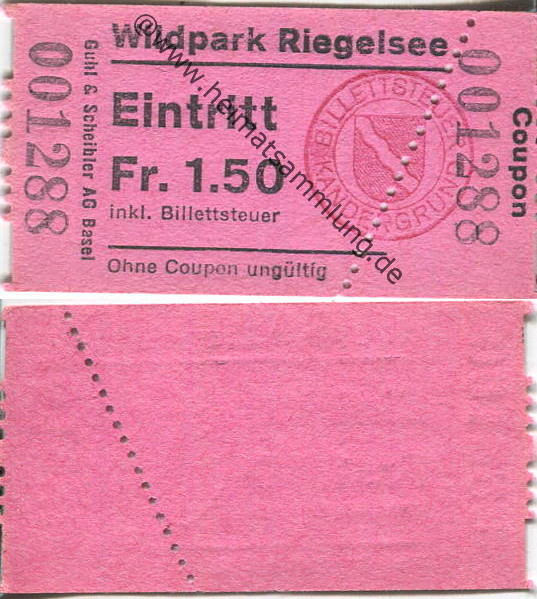 Wildpark Riegelsee
Eintritt
Fr. 1.50
inkl. Billettsteuer
Ohne Coupon ungültig
001288
Guhl & Scheibler AG Basel
BILLETTSTEUER
KANDERGRUND
001288
Coupon
@www.heimatsammlung.de